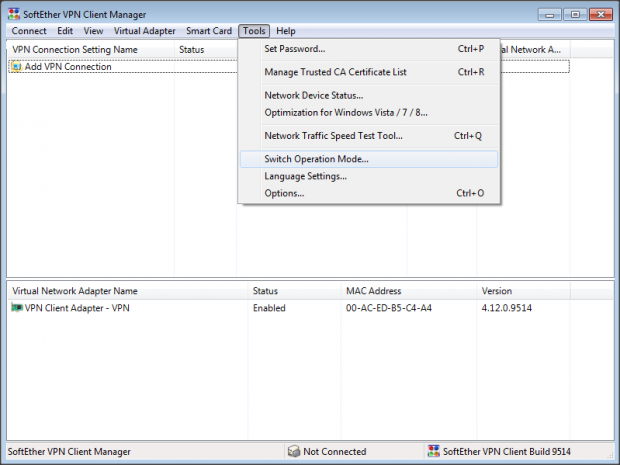 SoftEther VPN Client Manager
Connect Edit View Virtual Adapter Smart Card Tools Help
VPN Connection Setting Name Status al Network A...
Add VPN Connection
Set Password... Ctrl+P
Manage Trusted CA Certificate List Ctrl+R
Network Device Status...
Optimization for Windows Vista / 7 / 8...
Network Traffic Speed Test Tool... Ctrl+Q
Switch Operation Mode...
Language Settings...
Options... Ctrl+O
Virtual Network Adapter Name Status MAC Address Version
VPN Client Adapter - VPN Enabled 00-AC-ED-B5-C4-A4 4.12.0.9514
SoftEther VPN Client Manager Not Connected SoftEther VPN Client Build 9514